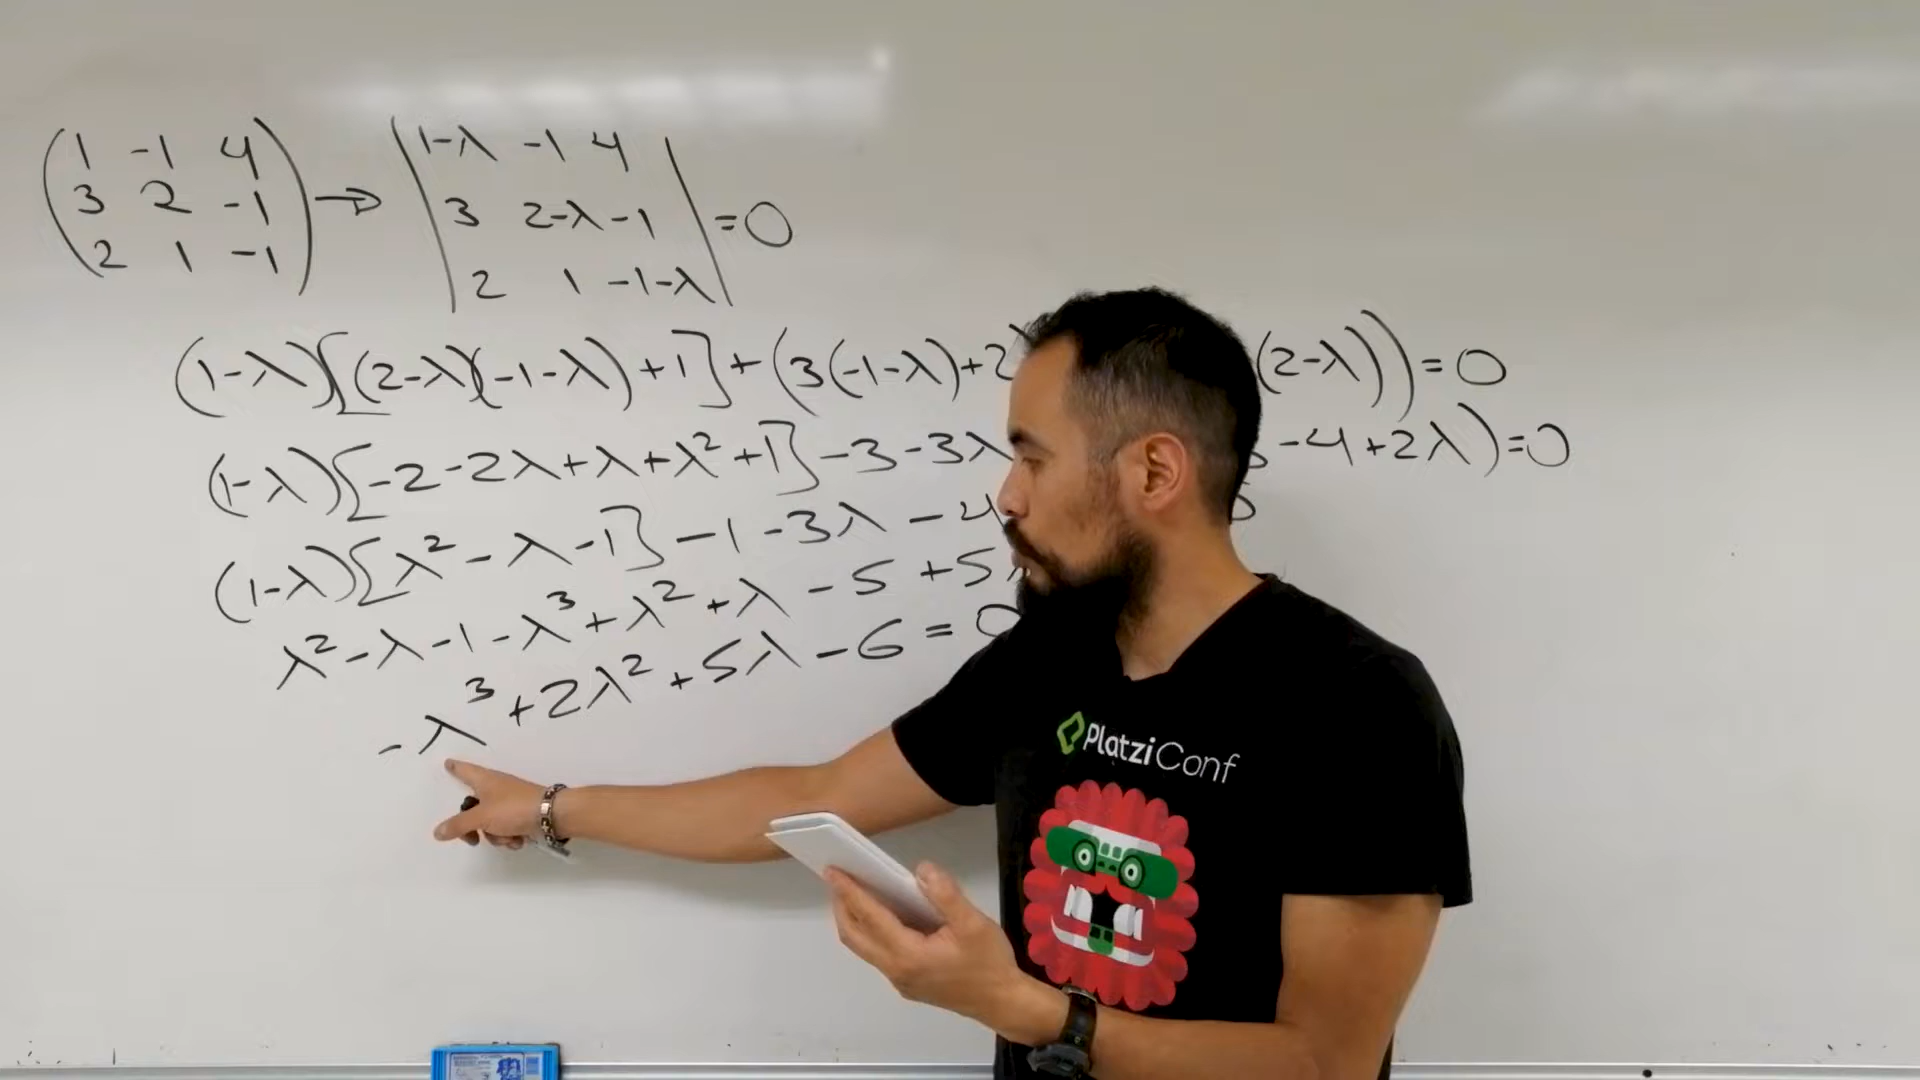 1 -1 4
3 2 -1
2 1 -1
→
1-λ -1 4
3 2-λ -1
2 1 -1-λ
=0
(1-λ)[(2-λ)(-1-λ)+1]+(3(-1-λ)+2 (2-λ))=0
(1-λ)[-2-2λ+λ+λ²+1]-3-3λ -4+2λ)=0
(1-λ)[λ²-λ-1]-1-3λ-4
λ²-λ-1-λ³+λ²+λ-5+5λ
-λ³+2λ²+5λ-6=0
PlatziConf